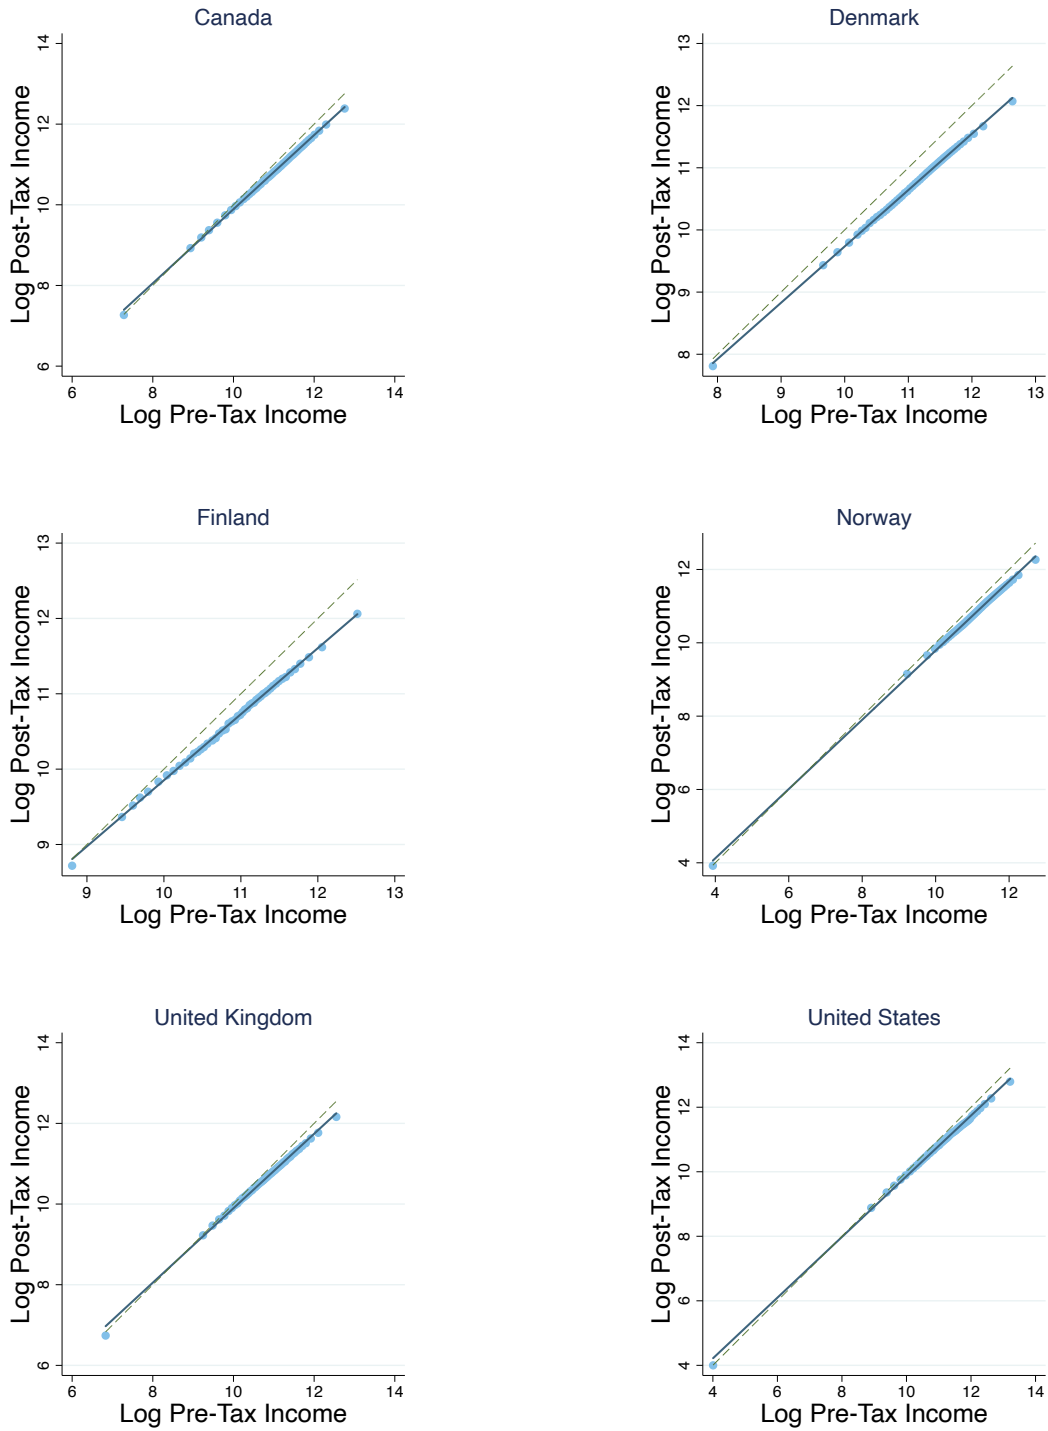 Canada
Log Post-Tax Income
14
12
10
8
6
6 8 10 12 14
Log Pre-Tax Income
Denmark
Log Post-Tax Income
13
12
11
10
9
8
8 9 10 11 12 13
Log Pre-Tax Income
Finland
Log Post-Tax Income
13
12
11
10
9
9 10 11 12 13
Log Pre-Tax Income
Norway
Log Post-Tax Income
12
10
8
6
4
4 6 8 10 12
Log Pre-Tax Income
United Kingdom
Log Post-Tax Income
14
12
10
8
6
6 8 10 12 14
Log Pre-Tax Income
United States
Log Post-Tax Income
14
12
10
8
6
4
4 6 8 10 12 14
Log Pre-Tax Income